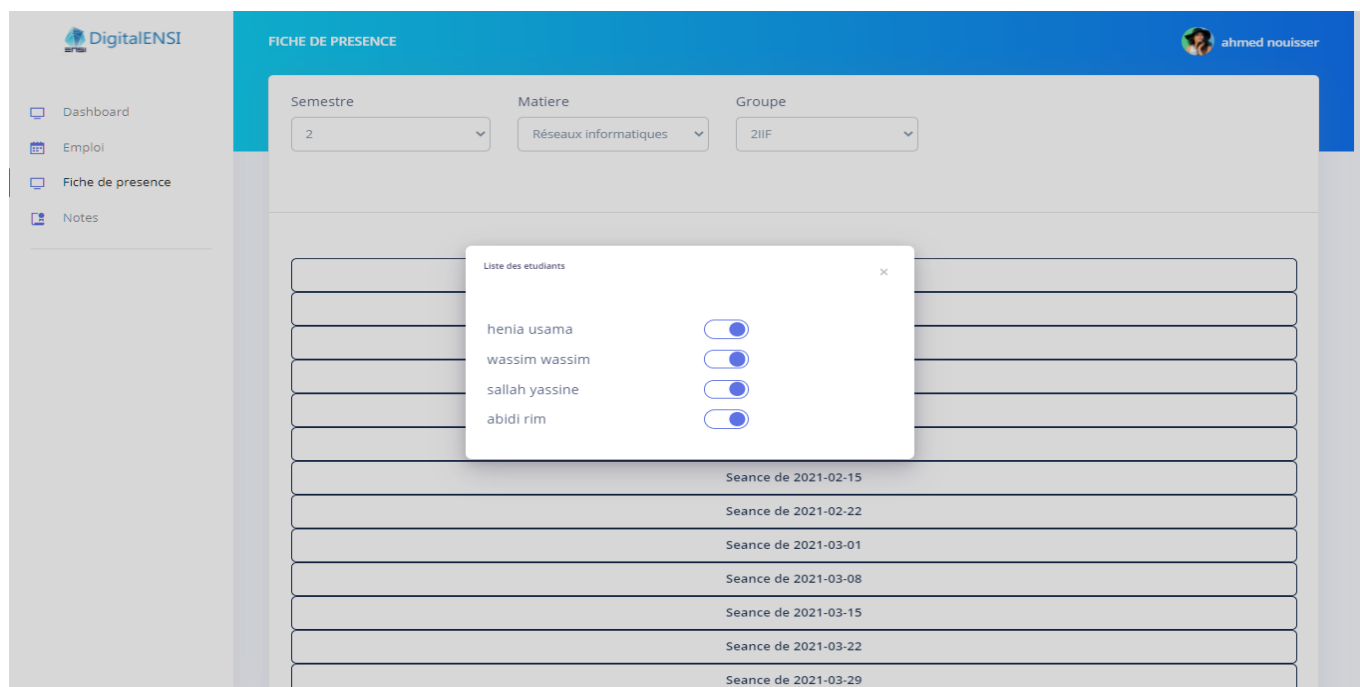 DigitalENSI
ensi
FICHE DE PRESENCE
ahmed nouisser
Dashboard
Emploi
Fiche de presence
Notes
Semestre
Matiere
Groupe
2
Réseaux informatiques
2IIF
Liste des etudiants
×
henia usama
wassim wassim
sallah yassine
abidi rim
Seance de 2021-02-15
Seance de 2021-02-22
Seance de 2021-03-01
Seance de 2021-03-08
Seance de 2021-03-15
Seance de 2021-03-22
Seance de 2021-03-29